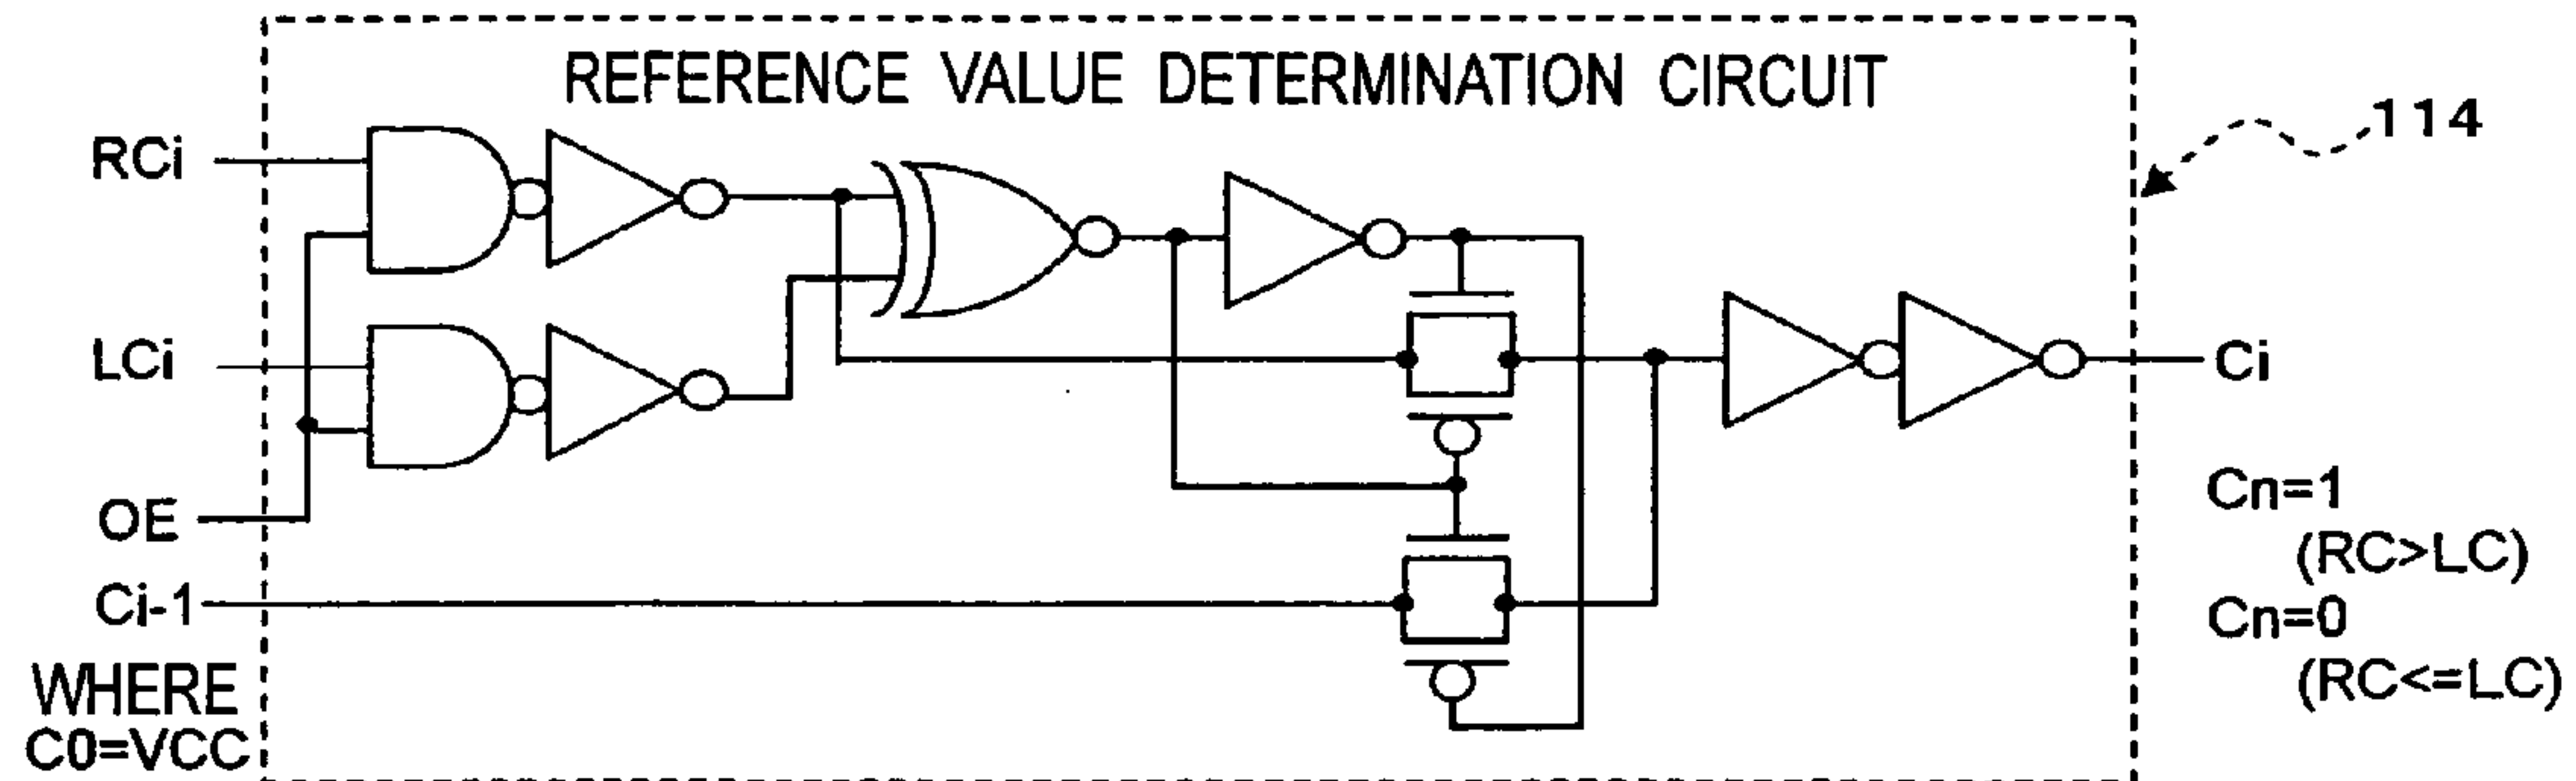 REFERENCE VALUE DETERMINATION CIRCUIT
114
RCi
LCi
OE
Ci-1
WHERE
C0=VCC
Ci
Cn=1
(RC>LC)
Cn=0
(RC<=LC)